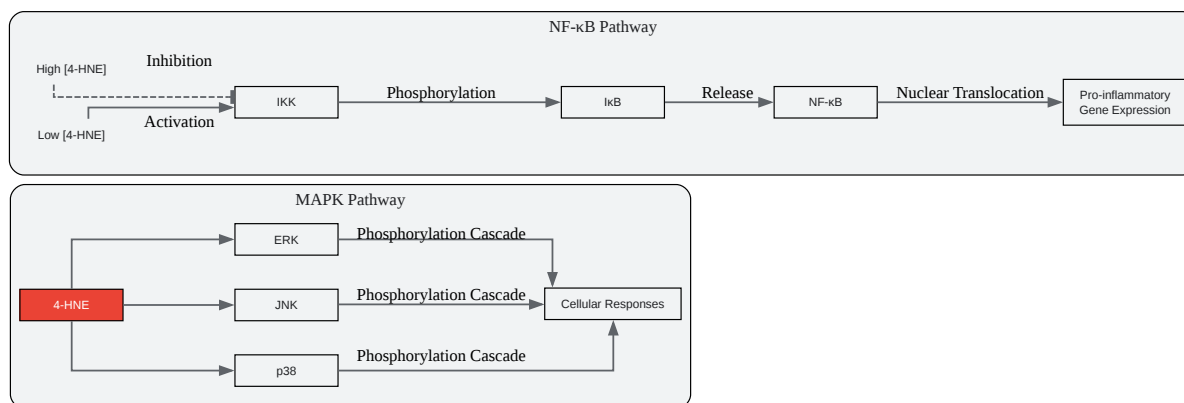 NF-κB Pathway
High [4-HNE]
Inhibition
IKK
Phosphorylation
IκB
Release
NF-κB
Nuclear Translocation
Pro-inflammatory
Gene Expression
Activation
Low [4-HNE]
MAPK Pathway
ERK
Phosphorylation Cascade
4-HNE
JNK
Phosphorylation Cascade
Cellular Responses
p38
Phosphorylation Cascade